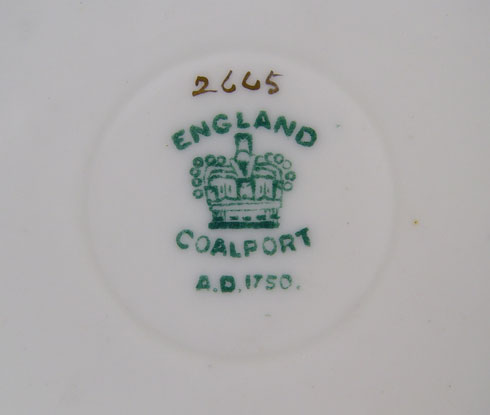 2665
ENGLAND
COALPORT
A.D. 1750.